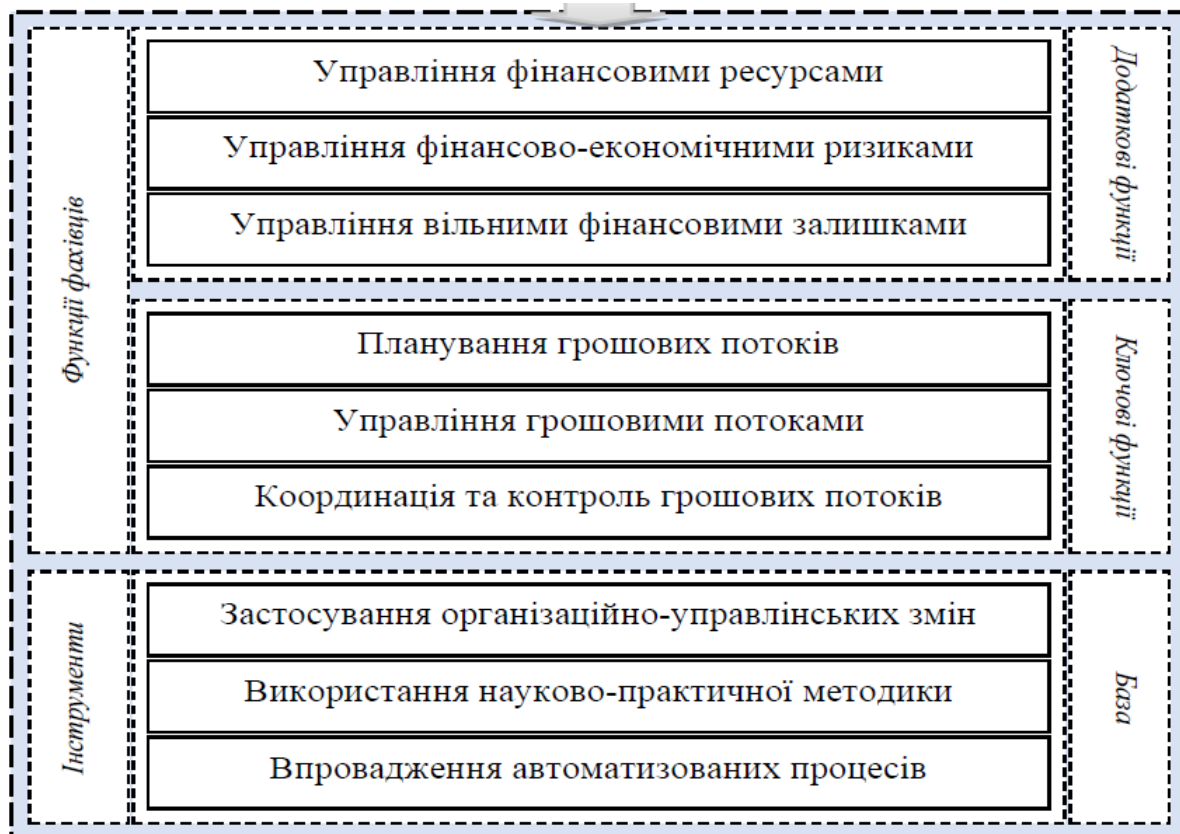 Функції фахівців
Управління фінансовими ресурсами
Управління фінансово-економічними ризиками
Управління вільними фінансовими залишками
Додаткові функції
Планування грошових потоків
Управління грошовими потоками
Координація та контроль грошових потоків
Ключові функції
Інструменти
Застосування організаційно-управлінських змін
Використання науково-практичної методики
Впровадження автоматизованих процесів
База